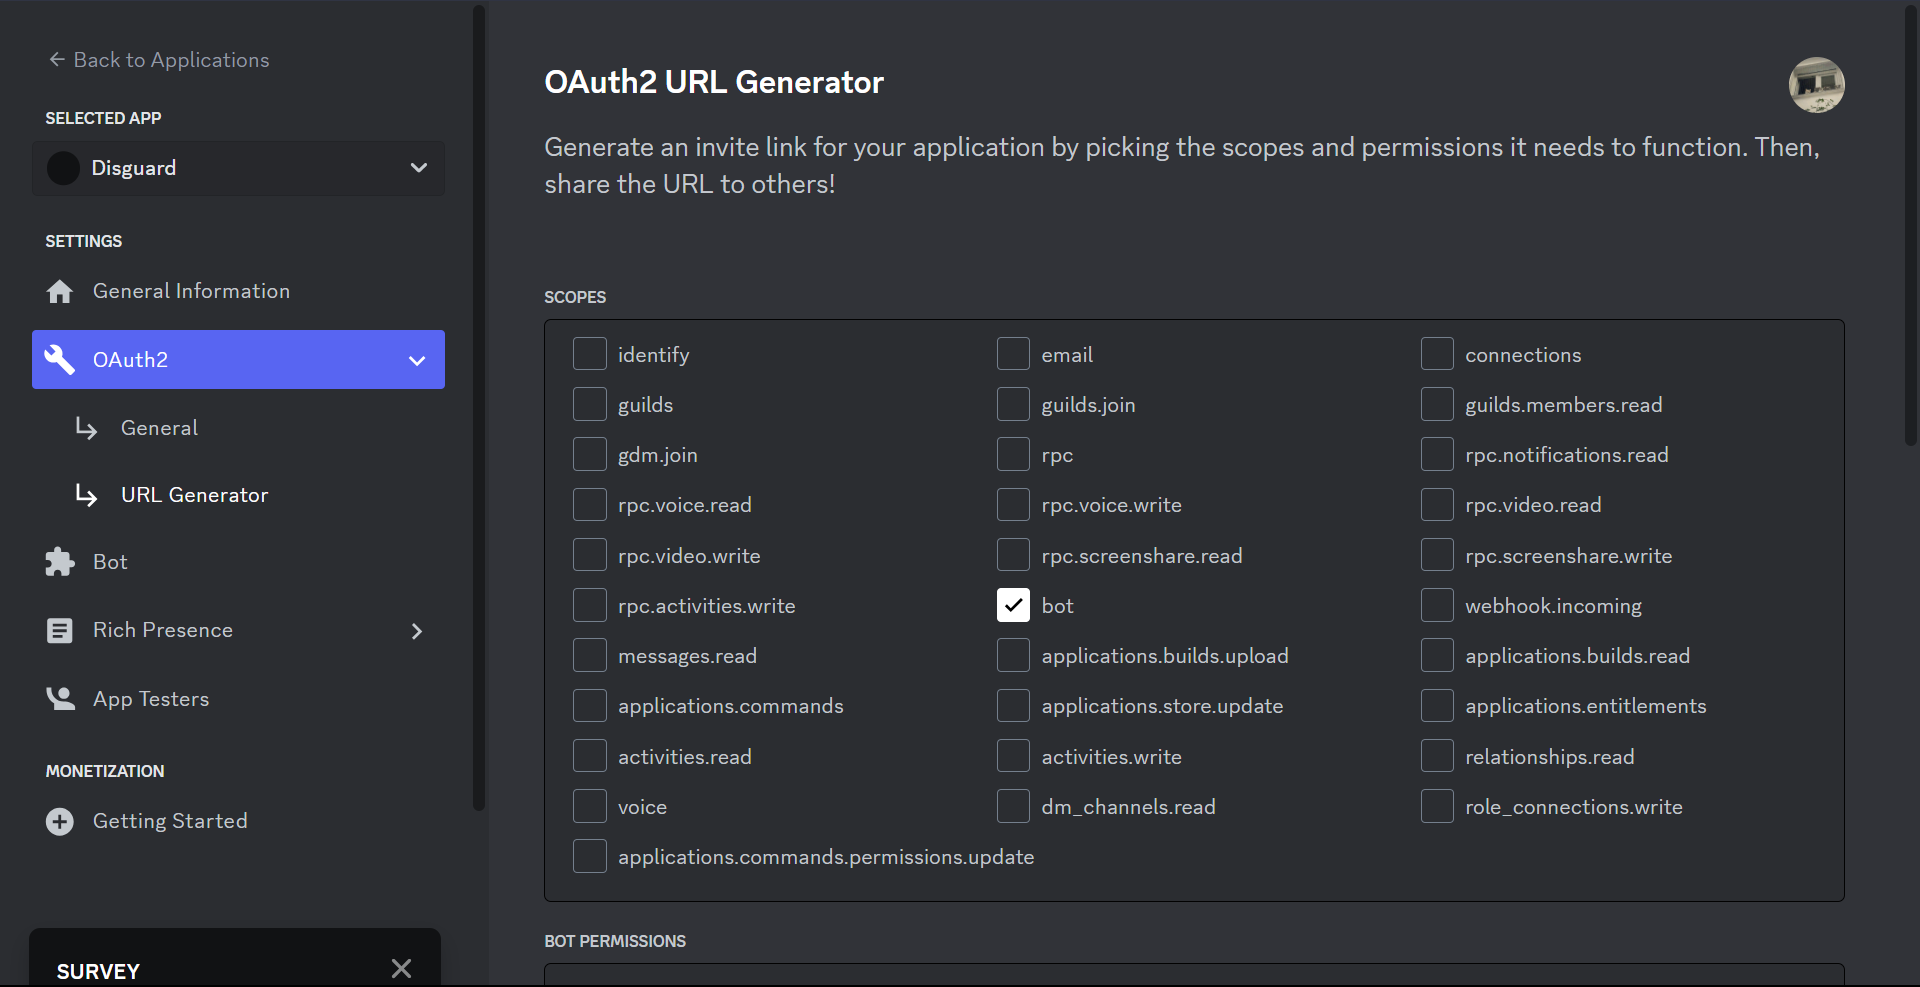 Back to Applications
SELECTED APP
Disguard
SETTINGS
General Information
OAuth2
General
URL Generator
Bot
Rich Presence
App Testers
MONETIZATION
Getting Started
SURVEY
OAuth2 URL Generator
Generate an invite link for your application by picking the scopes and permissions it needs to function. Then,
share the URL to others!
SCOPES
identify email connections
guilds guilds.join guilds.members.read
gdm.join rpc rpc.notifications.read
rpc.voice.read rpc.voice.write rpc.video.read
rpc.video.write rpc.screenshare.read rpc.screenshare.write
rpc.activities.write bot webhook.incoming
messages.read applications.builds.upload applications.builds.read
applications.commands applications.store.update applications.entitlements
activities.read activities.write relationships.read
voice dm_channels.read role_connections.write
applications.commands.permissions.update
BOT PERMISSIONS